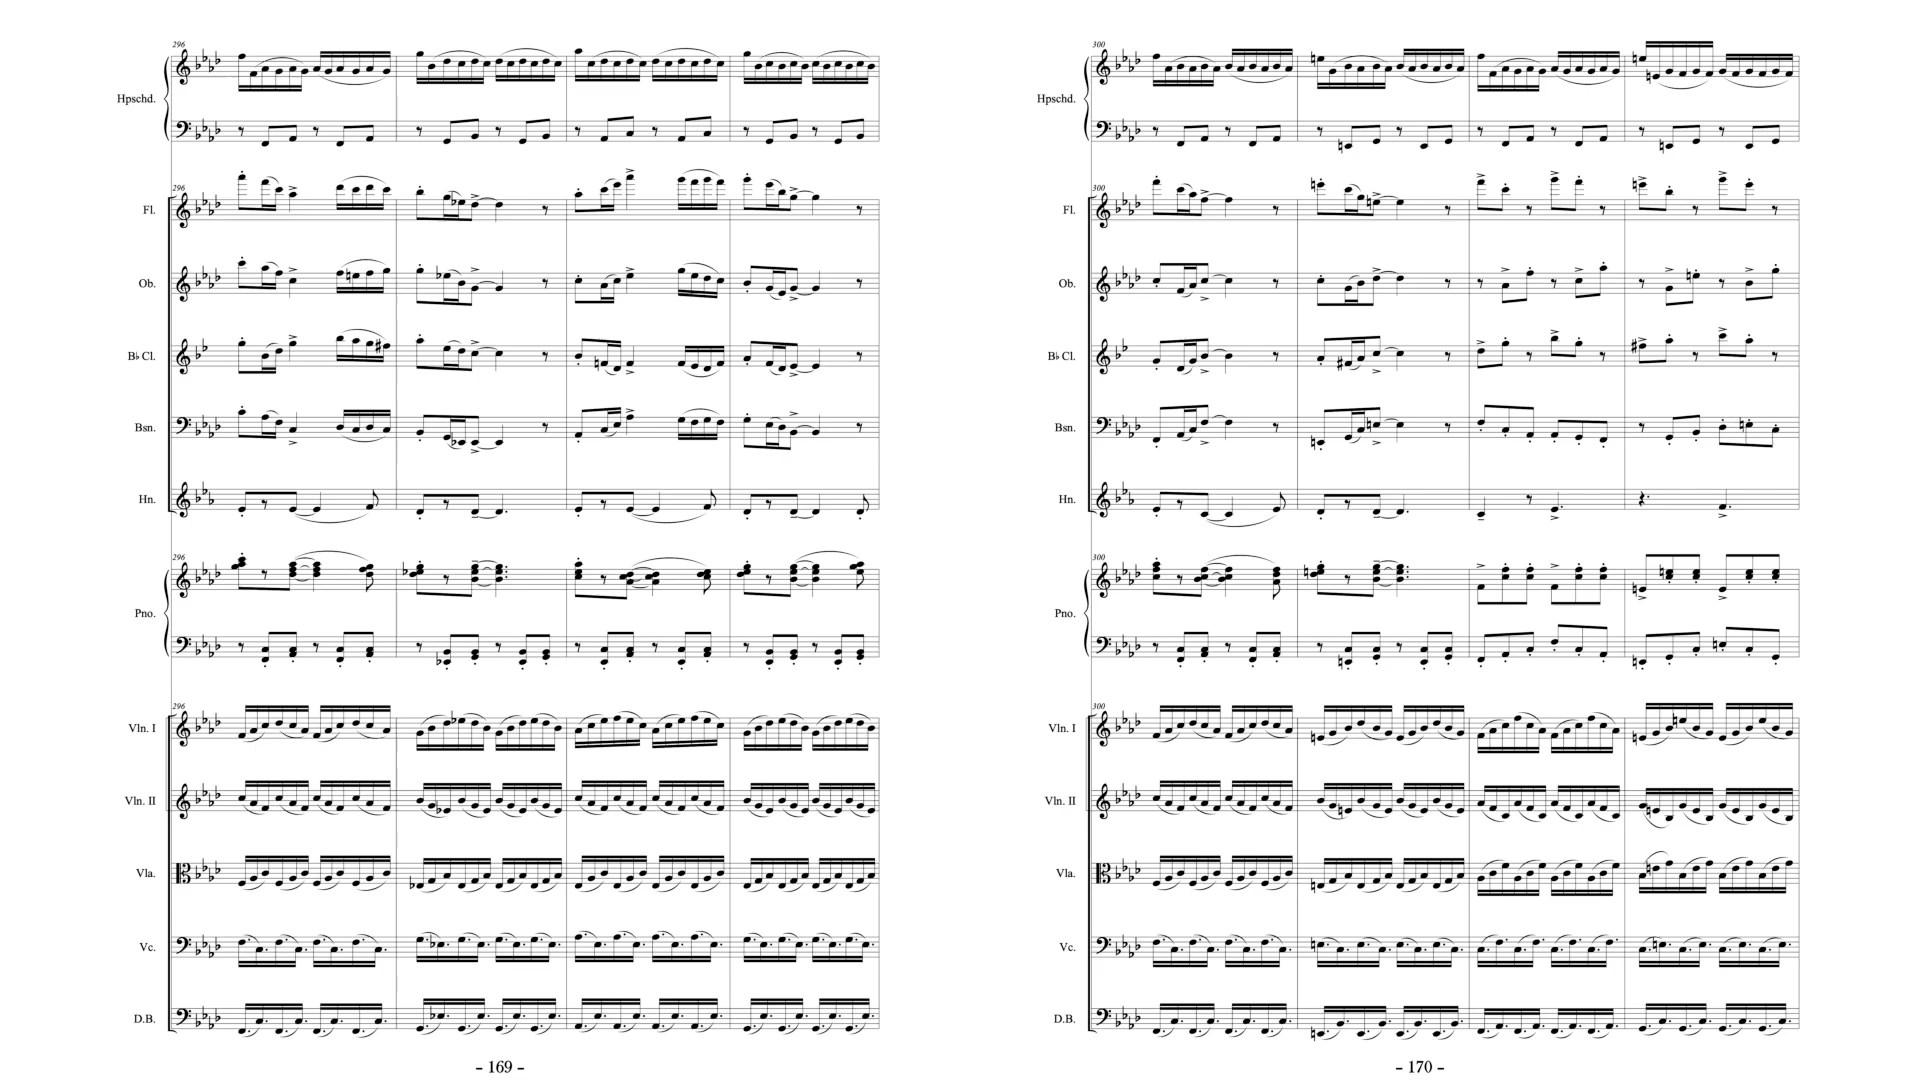 296
Hpschd.
296
Fl.
Ob.
B♭ Cl.
Bsn.
Hn.
296
Pno.
296
Vln. I
Vln. II
Vla.
Vc.
D.B.
- 169 -
300
Hpschd.
300
Fl.
Ob.
B♭ Cl.
Bsn.
Hn.
300
Pno.
300
Vln. I
Vln. II
Vla.
Vc.
D.B.
- 170 -